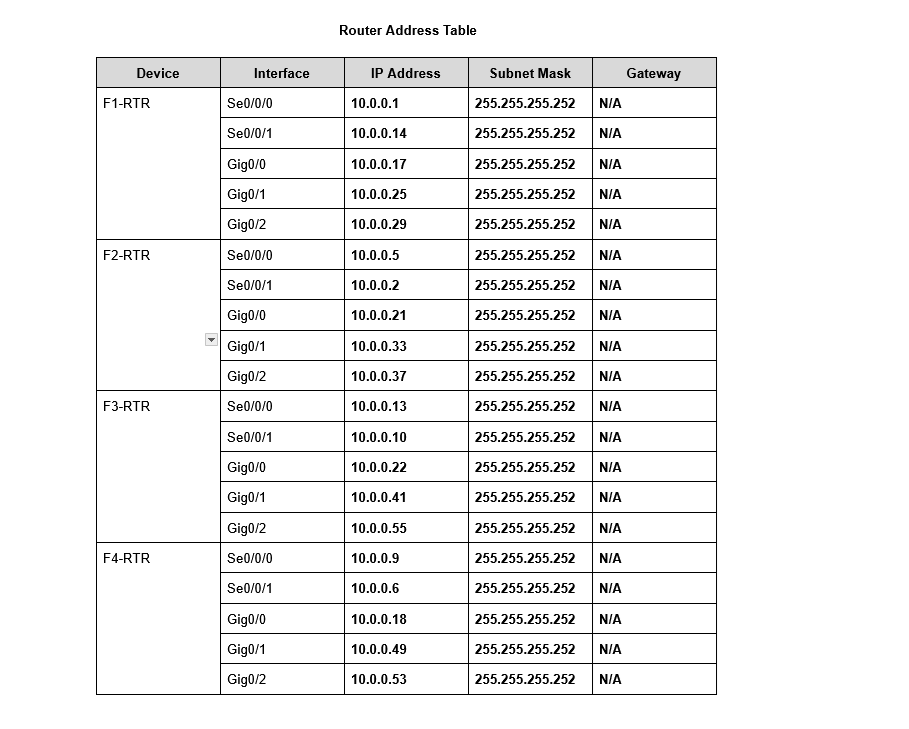 Router Address Table
Device Interface IP Address Subnet Mask Gateway
F1-RTR Se0/0/0 10.0.0.1 255.255.255.252 N/A
Se0/0/1 10.0.0.14 255.255.255.252 N/A
Gig0/0 10.0.0.17 255.255.255.252 N/A
Gig0/1 10.0.0.25 255.255.255.252 N/A
Gig0/2 10.0.0.29 255.255.255.252 N/A
F2-RTR Se0/0/0 10.0.0.5 255.255.255.252 N/A
Se0/0/1 10.0.0.2 255.255.255.252 N/A
Gig0/0 10.0.0.21 255.255.255.252 N/A
Gig0/1 10.0.0.33 255.255.255.252 N/A
Gig0/2 10.0.0.37 255.255.255.252 N/A
F3-RTR Se0/0/0 10.0.0.13 255.255.255.252 N/A
Se0/0/1 10.0.0.10 255.255.255.252 N/A
Gig0/0 10.0.0.22 255.255.255.252 N/A
Gig0/1 10.0.0.41 255.255.255.252 N/A
Gig0/2 10.0.0.55 255.255.255.252 N/A
F4-RTR Se0/0/0 10.0.0.9 255.255.255.252 N/A
Se0/0/1 10.0.0.6 255.255.255.252 N/A
Gig0/0 10.0.0.18 255.255.255.252 N/A
Gig0/1 10.0.0.49 255.255.255.252 N/A
Gig0/2 10.0.0.53 255.255.255.252 N/A